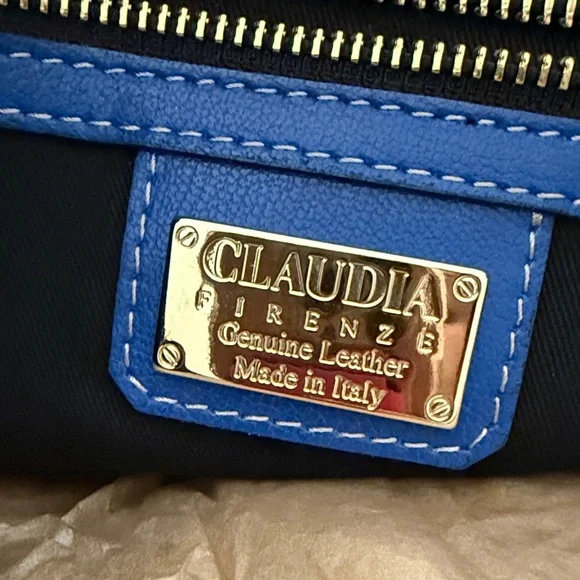 CLAUDIA
FIRENZE
Genuine Leather
Made in Italy